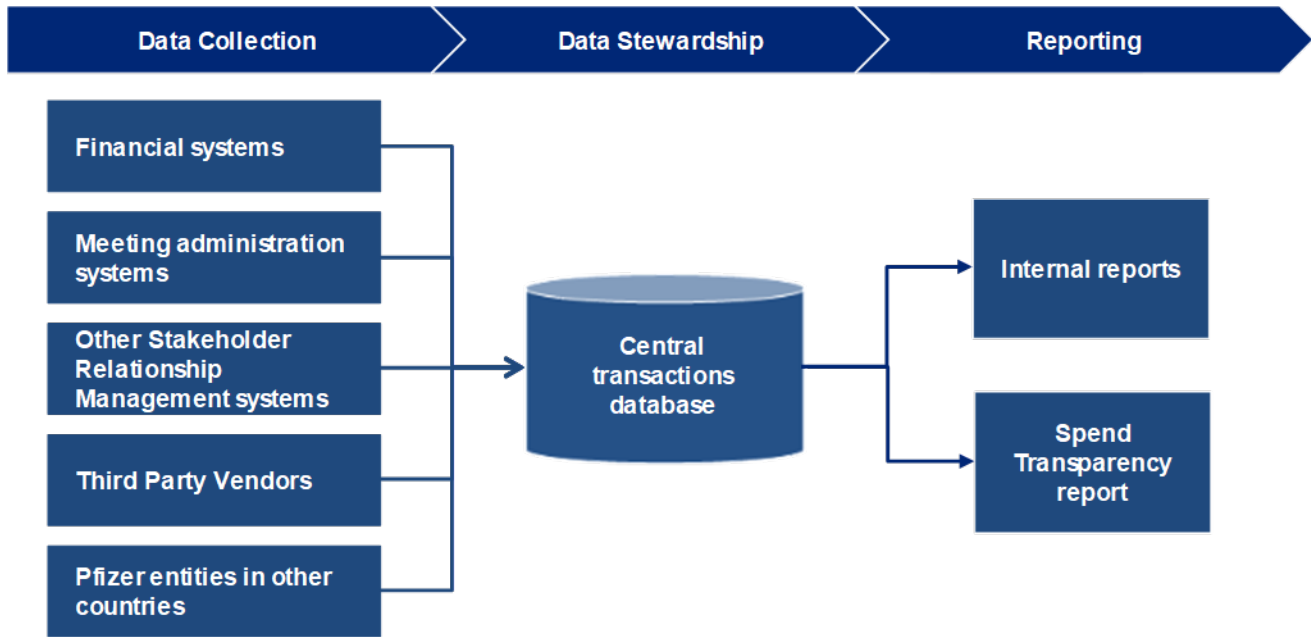 Data Collection
Data Stewardship
Reporting
Financial systems
Meeting administration
systems
Other Stakeholder
Relationship
Management systems
Third Party Vendors
Pfizer entities in other
countries
Central
transactions
database
Internal reports
Spend
Transparency
report